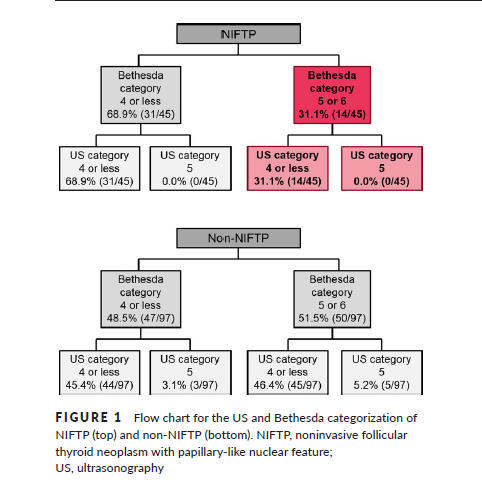 NIFTP
Bethesda
category
4 or less
68.9% (31/45)
Bethesda
category
5 or 6
31.1% (14/45)
US category
4 or less
68.9% (31/45)
US category
5
0.0% (0/45)
US category
4 or less
31.1% (14/45)
US category
5
0.0% (0/45)
Non-NIFTP
Bethesda
category
4 or less
48.5% (47/97)
Bethesda
category
5 or 6
51.5% (50/97)
US category
4 or less
45.4% (44/97)
US category
5
3.1% (3/97)
US category
4 or less
46.4% (45/97)
US category
5
5.2% (5/97)
FIGURE 1 Flow chart for the US and Bethesda categorization of
NIFTP (top) and non-NIFTP (bottom). NIFTP, noninvasive follicular
thyroid neoplasm with papillary-like nuclear feature;
US, ultrasonography